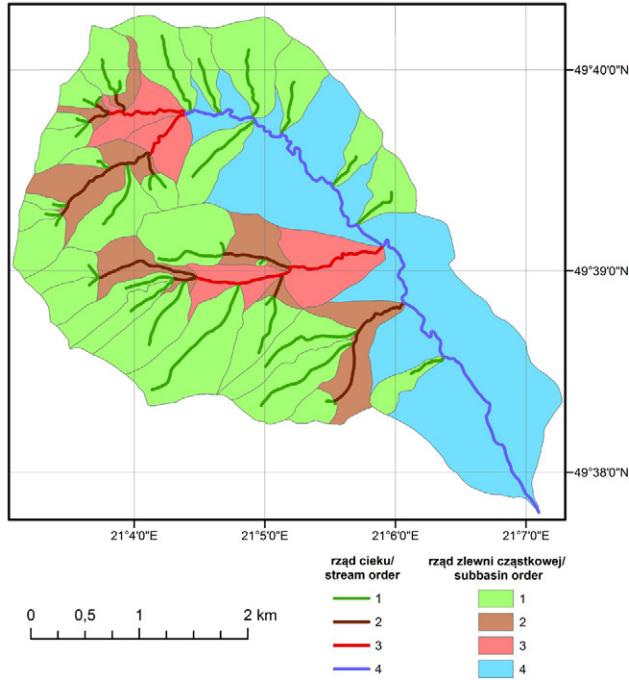 49°40'0"N
49°39'0"N
49°38'0"N
21°4'0"E 21°5'0"E 21°6'0"E 21°7'0"E
rząd cieku/
stream order
1
2
3
4
rząd zlewni cząstkowej/
subbasin order
1
2
3
4
0 0,5 1 2 km